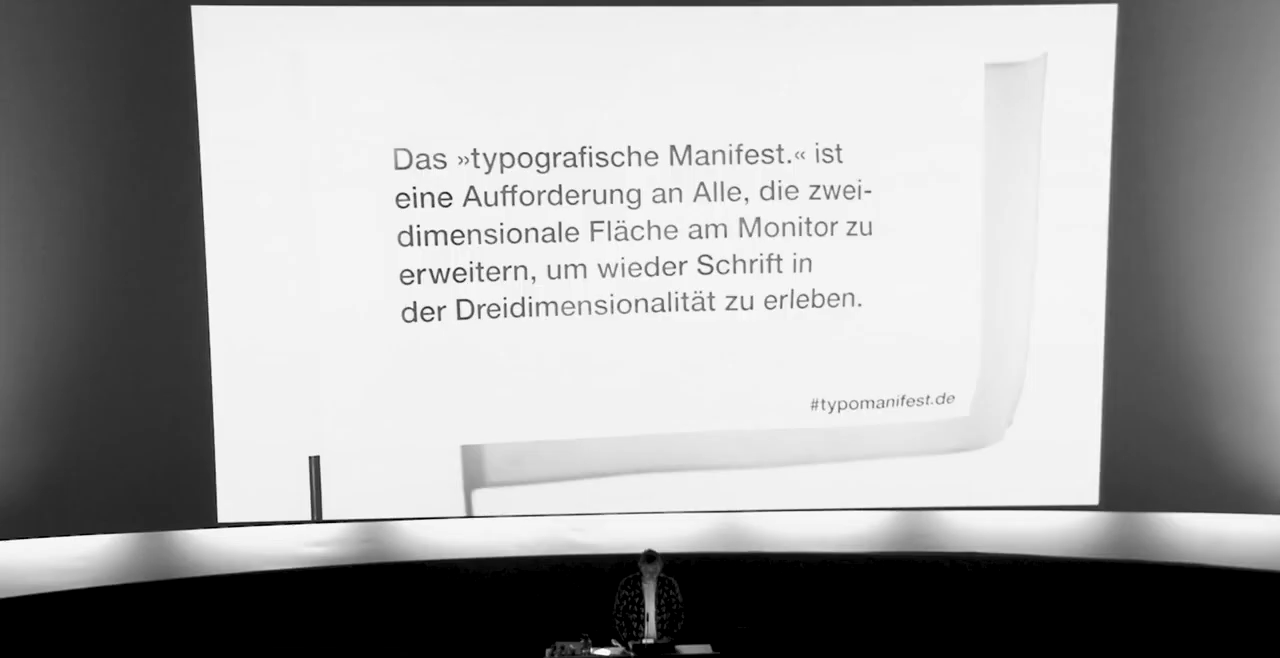 Das »typografische Manifest.« ist
eine Aufforderung an Alle, die zwei-
dimensionale Fläche am Monitor zu
erweitern, um wieder Schrift in
der Dreidimensionalität zu erleben.
#typomanifest.de